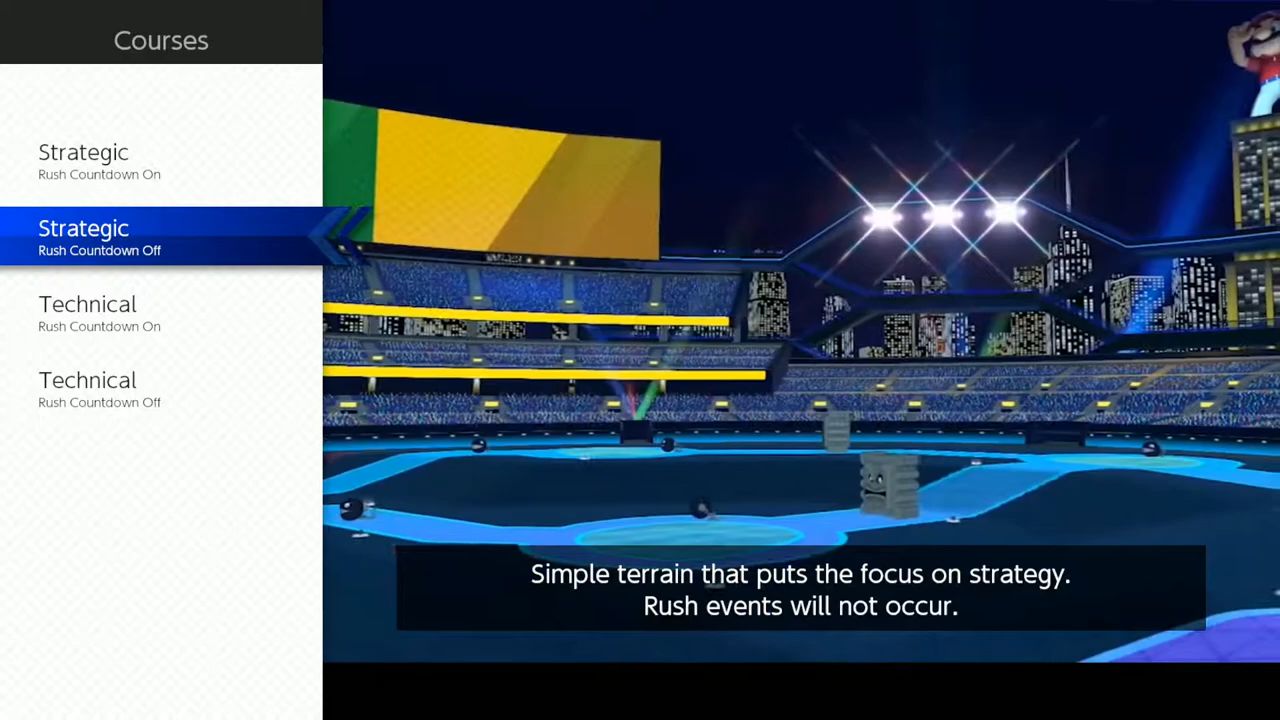 Courses
Strategic
Rush Countdown On
Strategic
Rush Countdown Off
Technical
Rush Countdown On
Technical
Rush Countdown Off
Simple terrain that puts the focus on strategy.
Rush events will not occur.